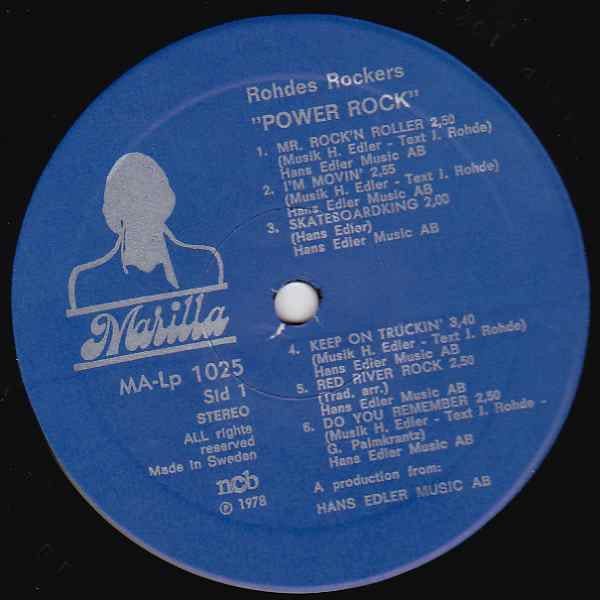 Rohdes Rockers
"POWER ROCK"
1. MR. ROCK'N ROLLER 2,50
(Musik H. Edler - Text J. Rohde)
Hans Edler Music AB
2. I'M MOVIN' 2,55
(Musik H. Edler - Text J. Rohde)
Hans Edler Music AB
3. SKATEBOARDKING 2,00
(Hans Edler)
Hans Edler Music AB
Marilla
MA-Lp 1025
Sid 1
STEREO
ALL rights
reserved
Made in Sweden
ncb
℗ 1978
4. KEEP ON TRUCKIN' 3,40
(Musik H. Edler - Text J. Rohde)
Hans Edler Music AB
5. RED RIVER ROCK 2,50
(Trad. arr.)
Hans Edler Music AB
6. DO YOU REMEMBER 2,50
(Musik H. Edler - Text J. Rohde -
G. Palmkrantz)
Hans Edler Music AB
A production from:
HANS EDLER MUSIC AB